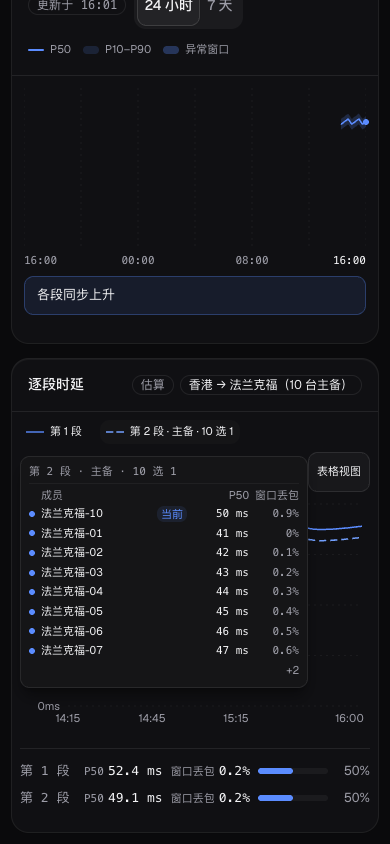 更新于 16:01 24 小时 7 天
P50 P10–P90 异常窗口
16:00 00:00 08:00 16:00
各段同步上升
逐段时延 估算 香港 → 法兰克福（10 台主备）
第 1 段 第 2 段 · 主备 · 10 选 1
第 2 段 · 主备 · 10 选 1
表格视图
成员 P50 窗口丢包
法兰克福-10 当前 50 ms 0.9%
法兰克福-01 41 ms 0%
法兰克福-02 42 ms 0.1%
法兰克福-03 43 ms 0.2%
法兰克福-04 44 ms 0.3%
法兰克福-05 45 ms 0.4%
法兰克福-06 46 ms 0.5%
法兰克福-07 47 ms 0.6%
+2
0ms
14:15 14:45 15:15 16:00
第 1 段 P50 52.4 ms 窗口丢包 0.2% 50%
第 2 段 P50 49.1 ms 窗口丢包 0.2% 50%